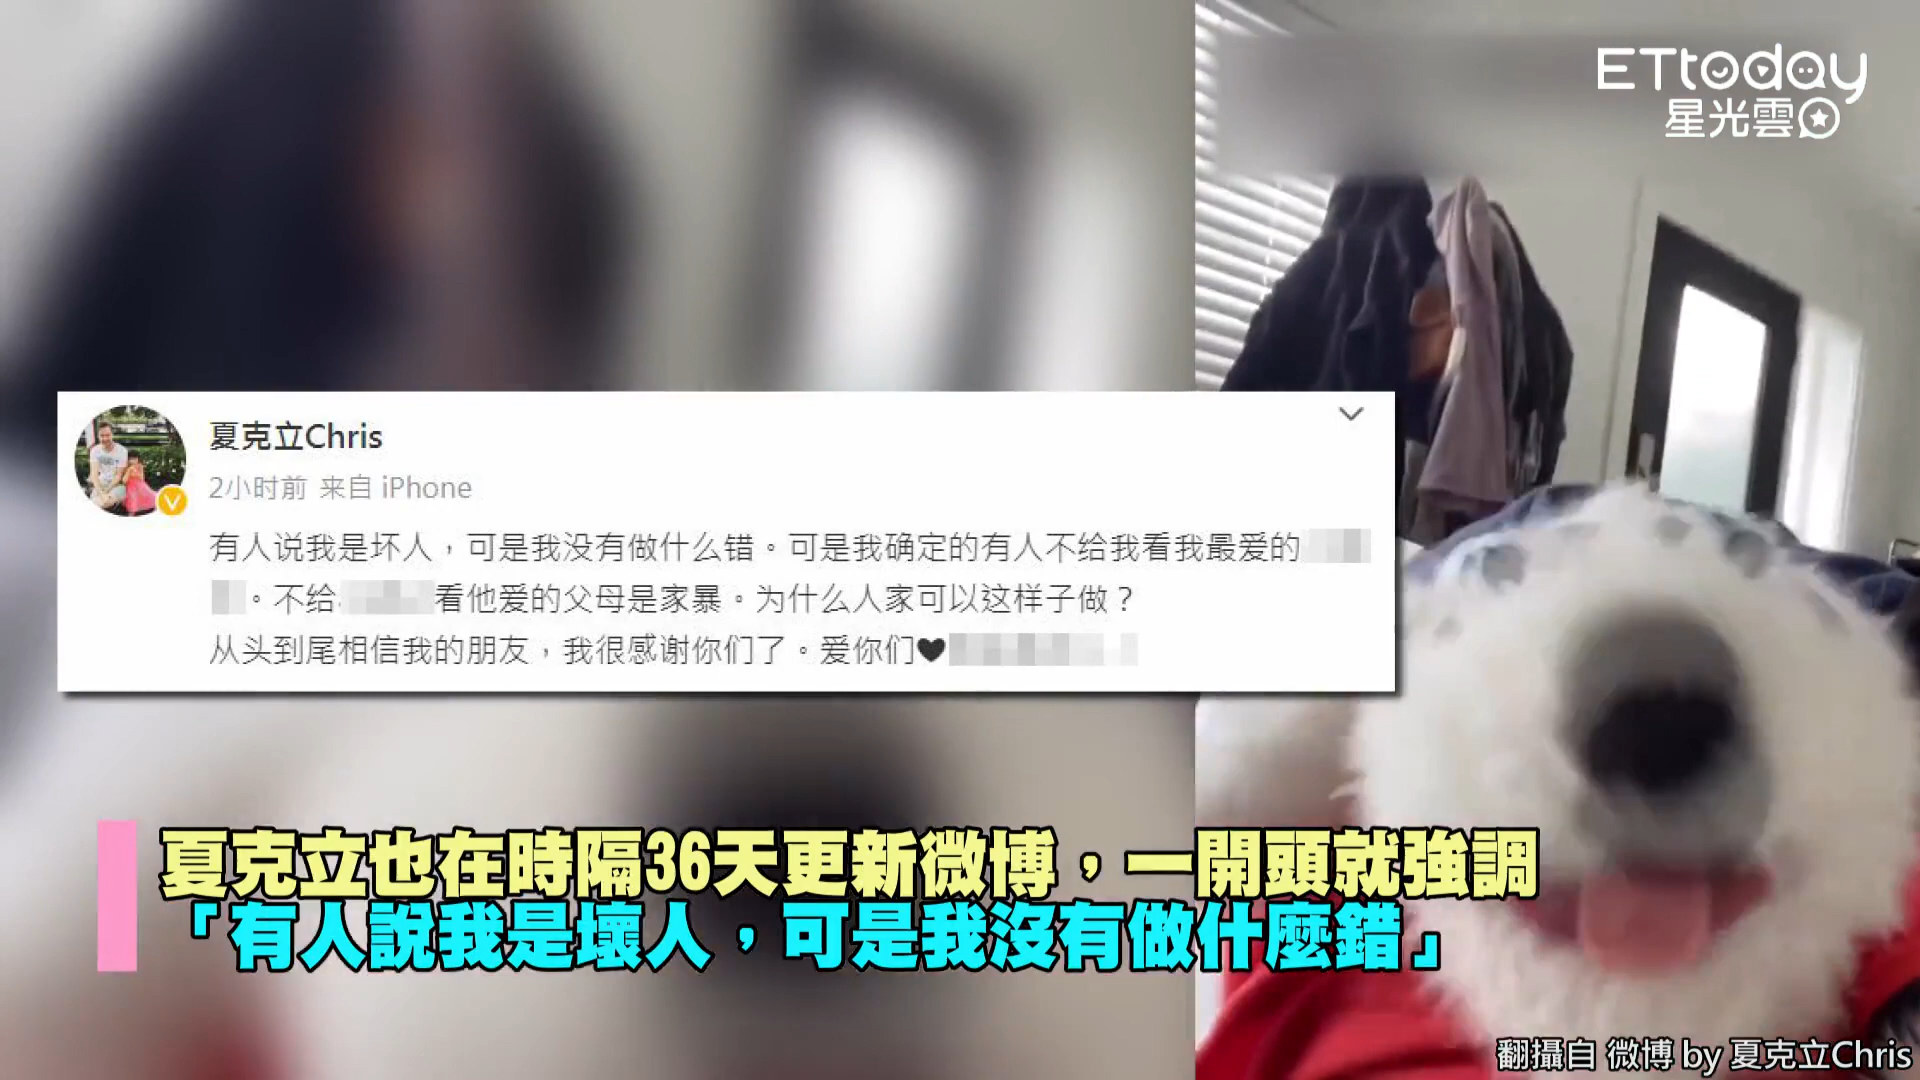 ETtoday
星光雲
夏克立Chris
2小时前 来自 iPhone
有人说我是坏人，可是我没有做什么错。可是我确定的有人不给我看我最爱的
。不给 看他爱的父母是家暴。为什么人家可以这样子做？
从头到尾相信我的朋友，我很感谢你们了。爱你们♥
夏克立也在時隔36天更新微博，一開頭就強調
「有人說我是壞人，可是我沒有做什麼錯」
翻攝自 微博 by 夏克立Chris